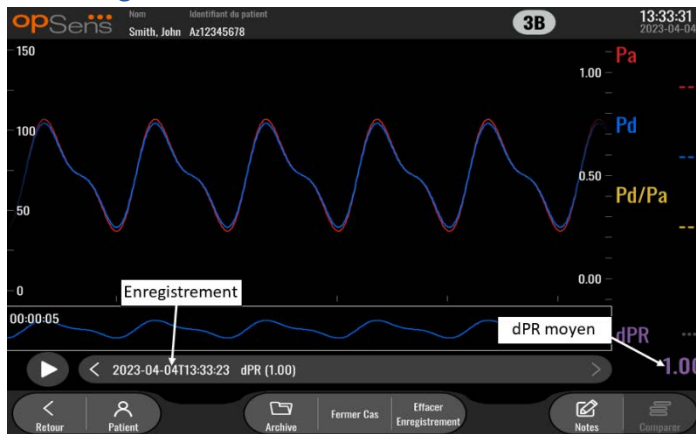 opSens
Nom
Identifiant du patient
Smith, John
Az12345678
3B
13:33:31
2023-04-04
150
100
50
0
1.00
0.50
0.00
Pa
--
Pd
--
Pd/Pa
--
Enregistrement
00:00:05
dPR moyen
dPR
---
1.00
2023-04-04T13:33:23 dPR (1.00)
Retour
Patient
Archive
Fermer Cas
Effacer
Enregistrement
Notes
Comparer